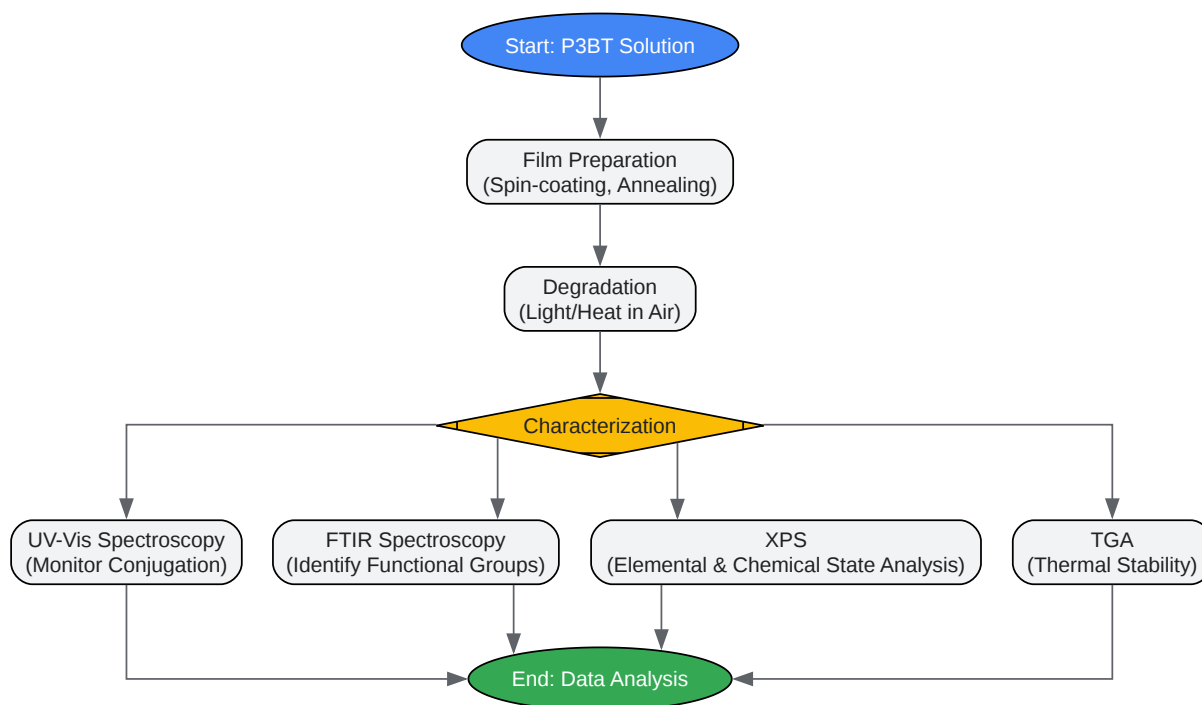 Start: P3BT Solution
Film Preparation
(Spin-coating, Annealing)
Degradation
(Light/Heat in Air)
Characterization
UV-Vis Spectroscopy
(Monitor Conjugation)
FTIR Spectroscopy
(Identify Functional Groups)
XPS
(Elemental & Chemical State Analysis)
TGA
(Thermal Stability)
End: Data Analysis